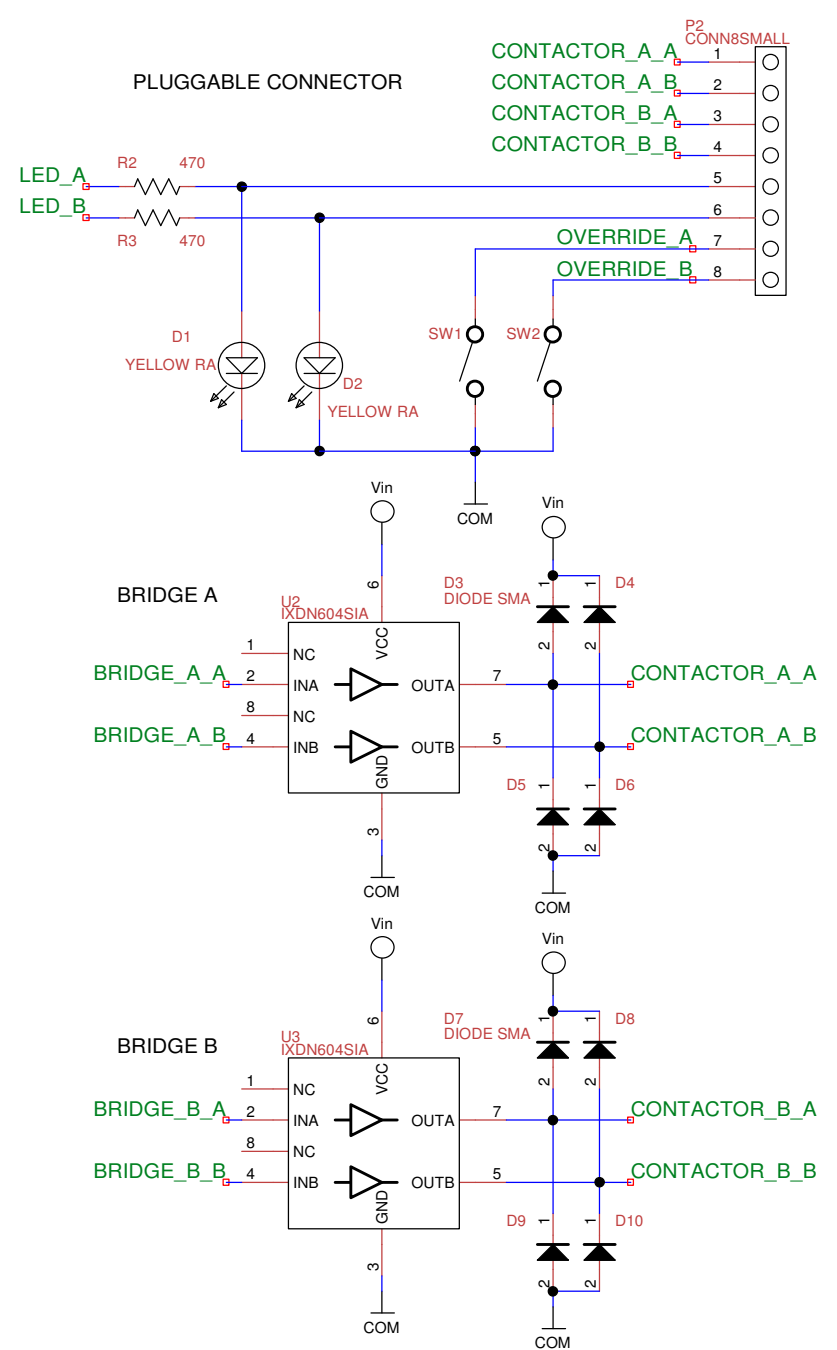 P2
CONN8SMALL
CONTACTOR_A_A 1
PLUGGABLE CONNECTOR
CONTACTOR_A_B 2
CONTACTOR_B_A 3
CONTACTOR_B_B 4
R2 470
LED_A 5
LED_B 6
R3 470
OVERRIDE_A 7
OVERRIDE_B 8
D1
SW1
SW2
YELLOW RA
D2
YELLOW RA
COM
Vin
Vin
BRIDGE A
6
U2
IXDN604SIA
D3
DIODE SMA
1
1
D4
VCC
1 NC
2
2
BRIDGE_A_A 2 INA OUTA 7 CONTACTOR_A_A
8 NC
BRIDGE_A_B 4 INB OUTB 5 CONTACTOR_A_B
GND
D5
1
1
D6
3
2
2
COM
COM
Vin
Vin
BRIDGE B
6
U3
IXDN604SIA
D7
DIODE SMA
1
1
D8
VCC
1 NC
2
2
BRIDGE_B_A 2 INA OUTA 7 CONTACTOR_B_A
8 NC
BRIDGE_B_B 4 INB OUTB 5 CONTACTOR_B_B
GND
D9
1
1
D10
3
2
2
COM
COM